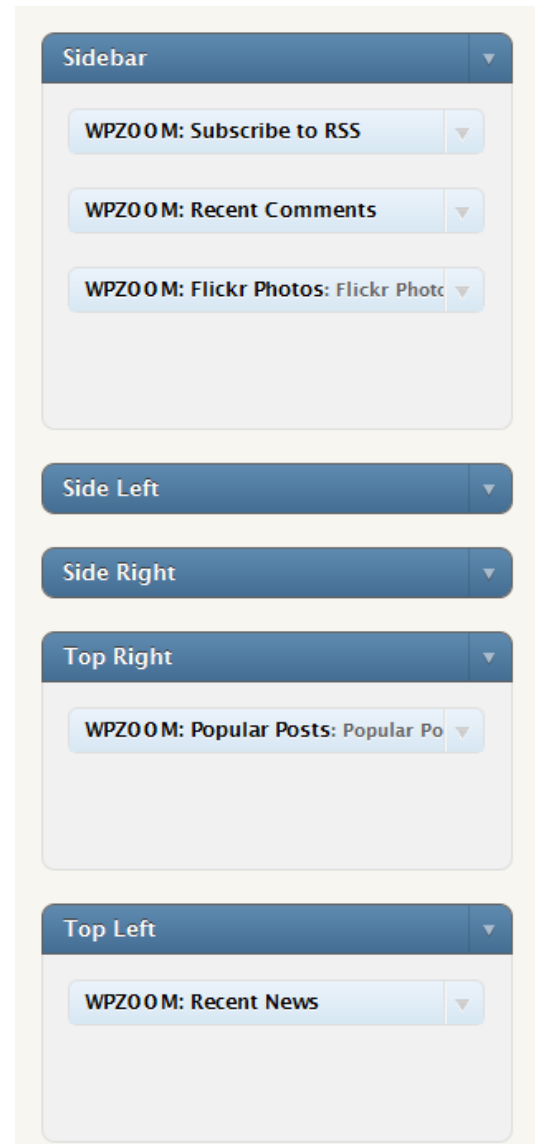 Sidebar
WPZOOM: Subscribe to RSS
WPZOOM: Recent Comments
WPZOOM: Flickr Photos: Flickr Photo
Side Left
Side Right
Top Right
WPZOOM: Popular Posts: Popular Po
Top Left
WPZOOM: Recent News